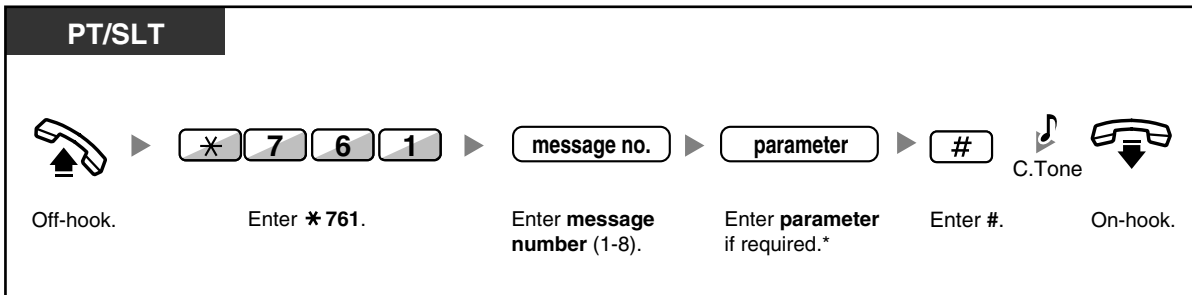 PT/SLT
✳ 7 6 1
message no.
parameter
#
C.Tone
Off-hook.
Enter ✳ 761.
Enter message
number (1-8).
Enter parameter
if required.*
Enter #.
On-hook.